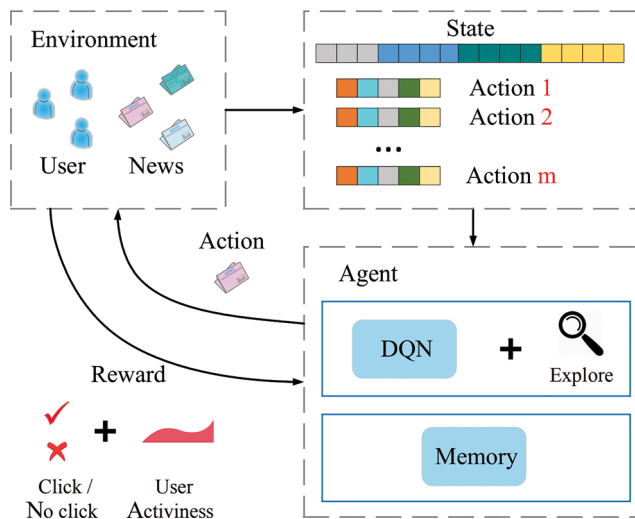 Environment
User
News
State
Action 1
Action 2
...
Action m
Action
Reward
Click /
No click
User
Activiness
Agent
DQN
+
Explore
Memory
+